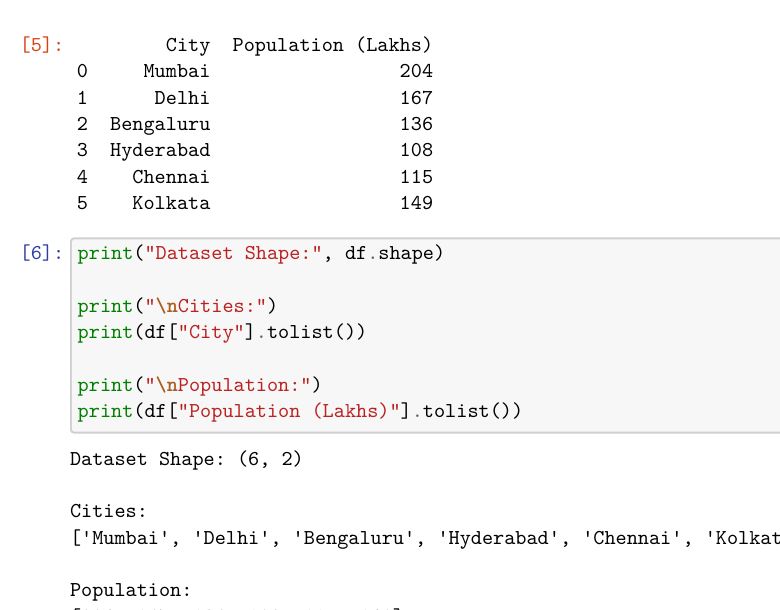 [5]:         City  Population (Lakhs)
0     Mumbai                 204
1      Delhi                 167
2  Bengaluru                 136
3  Hyderabad                 108
4    Chennai                 115
5    Kolkata                 149
[6]: print("Dataset Shape:", df.shape)
print("\nCities:")
print(df["City"].tolist())
print("\nPopulation:")
print(df["Population (Lakhs)"].tolist())
Dataset Shape: (6, 2)
Cities:
['Mumbai', 'Delhi', 'Bengaluru', 'Hyderabad', 'Chennai', 'Kolkat
Population: